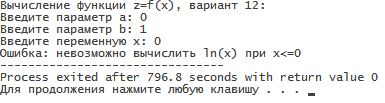 Вычисление функции z=f(x), вариант 12:
Введите параметр a: 0
Введите параметр b: 1
Введите переменную x: 0
Ошибка: невозможно вычислить ln(x) при x<=0
--------------------------------
Process exited after 796.8 seconds with return value 0
Для продолжения нажмите любую клавишу . . .